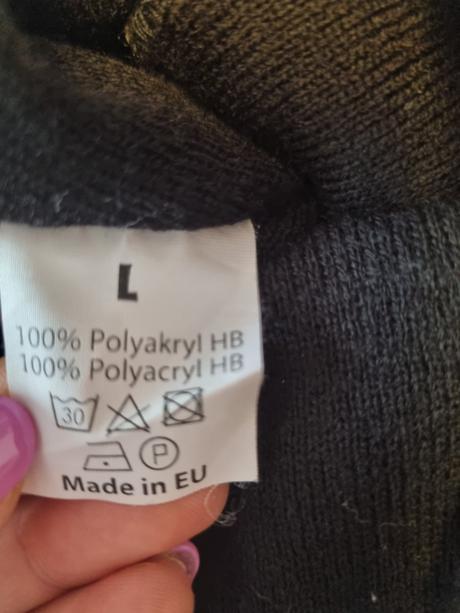 L
100% Polyakryl HB
100% Polyacryl HB
30
P
Made in EU